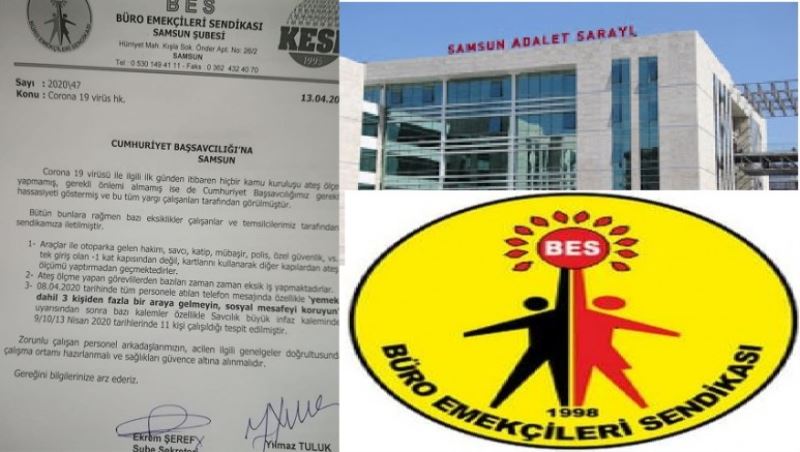 BES
BÜRO EMEKÇİLERİ SENDİKASI
SAMSUN ŞUBESİ
Hürriyet Mah. Kışla Sok. Önder Apt. No: 26/2
SAMSUN
Tel : 0 530 149 41 11 - Faks : 0 362 432 40 70
KESK
1995
Sayı : 2020\47
Konu : Corona 19 virüs hk.
13.04.20
CUMHURİYET BAŞSAVCILIĞI'NA
SAMSUN
Corona 19 virüsü ile ilgili ilk günden itibaren hiçbir kamu kuruluşu ateş ölçe
yapmamış, gerekli önlemi almamış ise de Cumhuriyet Başsavcılığımız gerek
hassasiyeti göstermiş ve bu tüm yargı çalışanları tarafından görülmüştür.
Bütün bunlara rağmen bazı eksiklikler çalışanlar ve temsilcilerimiz tarafından
sendikamıza iletilmiştir.
1- Araçlar ile otoparka gelen hakim, savcı, katip, mübaşir, polis, özel güvenlik, vs.
tek giriş olan -1 kat kapısından değil, kartlarını kullanarak diğer kapılardan ateş
ölçümü yaptırmadan geçmektedirler.
2- Ateş ölçme yapan görevlilerden bazıları zaman zaman eksik iş yapmaktadırlar.
3- 08.04.2020 tarihinde tüm personele atılan telefon mesajında özellikle "yemek
dahil 3 kişiden fazla bir araya gelmeyin, sosyal mesafeyi koruyun"
uyarısından sonra bazı kalemler özellikle Savcılık büyük infaz kaleminde
9/10/13 Nisan 2020 tarihlerinde 11 kişi çalışıldığı tespit edilmiştir.
Zorunlu çalışan personel arkadaşlarımızın, acilen ilgili genelgeler doğrultusunda
çalışma ortamı hazırlanmalı ve sağlıkları güvence altına alınmalıdır.
Gereğini bilgilerinize arz ederiz.
Ekrem ŞEREF
Şube Sekreter
Yılmaz TULUK
SAMSUN ADALET SARAYI
BES
1998
BÜRO EMEKÇİLERİ SENDİKASI